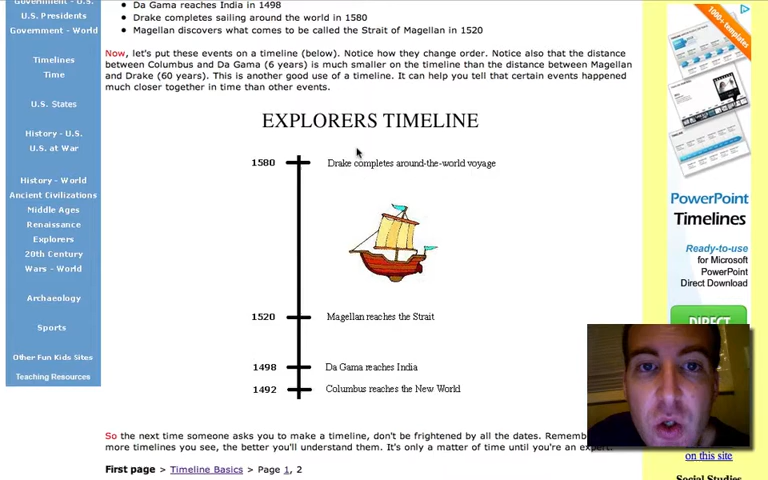 Government - U.S.
U.S. Presidents
Government - World
Timelines
Time
U.S. States
History - U.S.
U.S. at War
History - World
Ancient Civilizations
Middle Ages
Renaissance
Explorers
20th Century
Wars - World
Archaeology
Sports
Other Fun Kids Sites
Teaching Resources
Da Gama reaches India in 1498
Drake completes sailing around the world in 1580
Magellan discovers what comes to be called the Strait of Magellan in 1520
Now, let's put these events on a timeline (below). Notice how they change order. Notice also that the distance
between Columbus and Da Gama (6 years) is much smaller on the timeline than the distance between Magellan
and Drake (60 years). This is another good use of a timeline. It can help you tell that certain events happened
much closer together in time than other events.
EXPLORERS TIMELINE
1580 Drake completes around-the-world voyage
1520 Magellan reaches the Strait
1498 Da Gama reaches India
1492 Columbus reaches the New World
So the next time someone asks you to make a timeline, don't be frightened by all the dates. Rememb
more timelines you see, the better you'll understand them. It's only a matter of time until you're an expert.
First page > Timeline Basics > Page 1, 2
1000+ templates
PowerPoint
Timelines
Ready-to-use
for Microsoft
PowerPoint
Direct Download
DIRECT
on this site
Social Studies